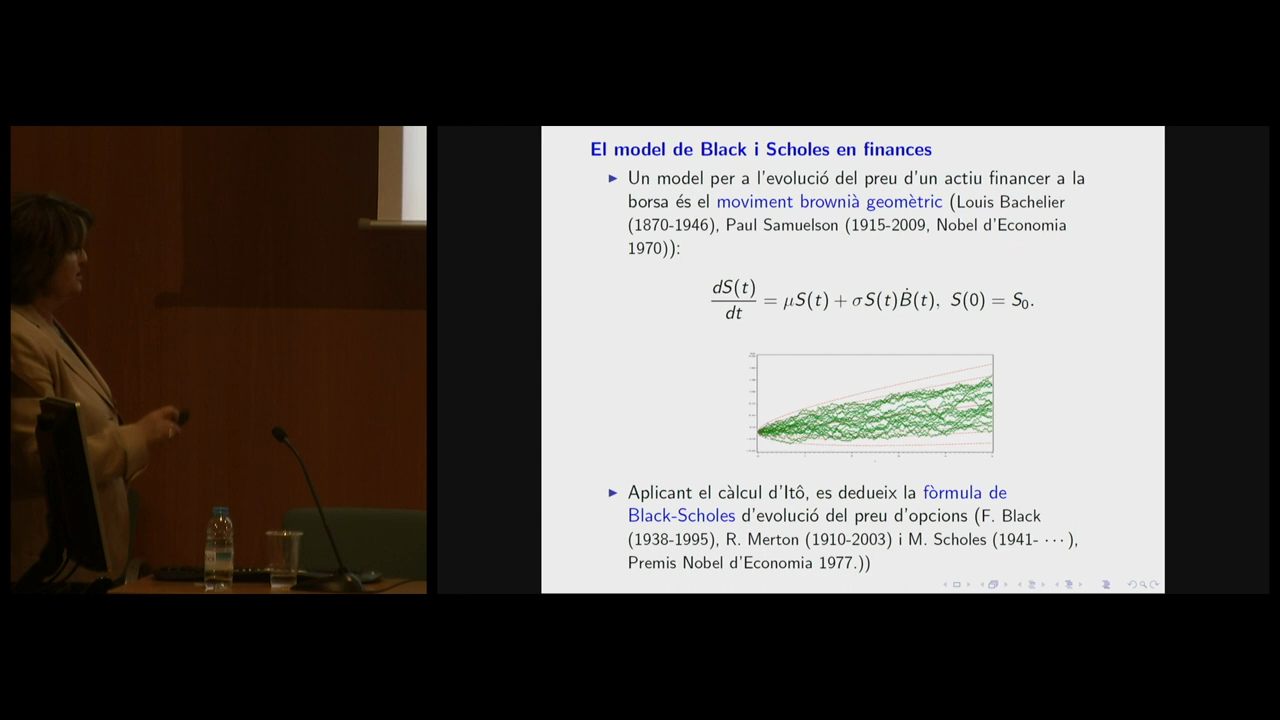 El model de Black i Scholes en finances
Un model per a l'evolució del preu d'un actiu financer a la
borsa és el moviment brownià geomètric (Louis Bachelier
(1870-1946), Paul Samuelson (1915-2009, Nobel d'Economia
1970)):
dS(t)/dt = μS(t) + σS(t)Ḃ(t), S(0) = S₀.
Aplicant el càlcul d'Itô, es dedueix la fòrmula de
Black-Scholes d'evolució del preu d'opcions (F. Black
(1938-1995), R. Merton (1910-2003) i M. Scholes (1941- ··· ),
Premis Nobel d'Economia 1977.))